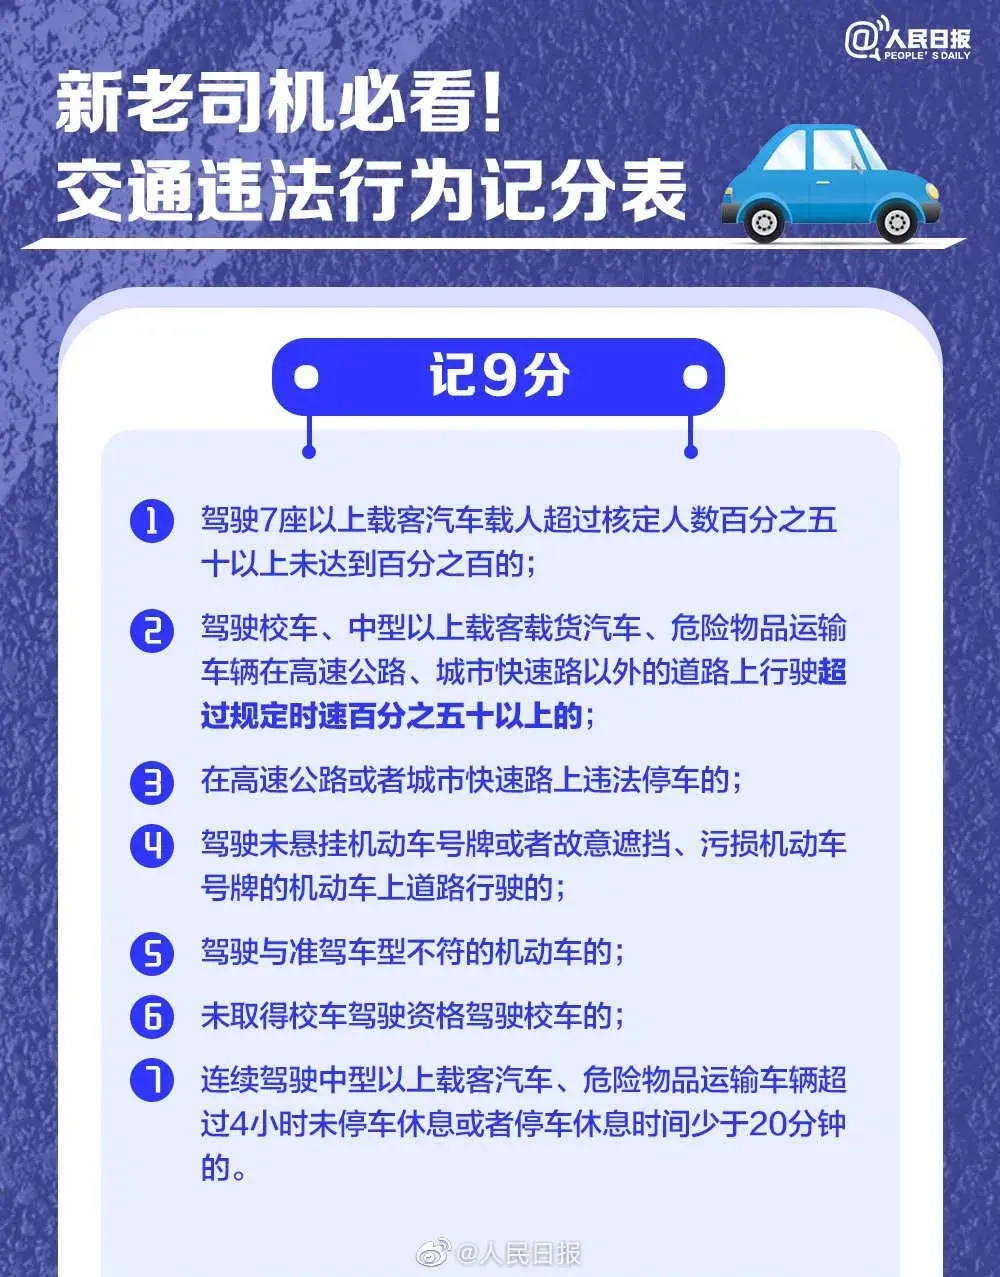 @人民日报
PEOPLE'S DAILY
新老司机必看!
交通违法行为记分表
记9分
1 驾驶7座以上载客汽车载人超过核定人数百分之五
十以上未达到百分之百的；
2 驾驶校车、中型以上载客载货汽车、危险物品运输
车辆在高速公路、城市快速路以外的道路上行驶超
过规定时速百分之五十以上的；
3 在高速公路或者城市快速路上违法停车的；
4 驾驶未悬挂机动车号牌或者故意遮挡、污损机动车
号牌的机动车上道路行驶的；
5 驾驶与准驾车型不符的机动车的；
6 未取得校车驾驶资格驾驶校车的；
7 连续驾驶中型以上载客汽车、危险物品运输车辆超
过4小时未停车休息或者停车休息时间少于20分钟
的。
@人民日报